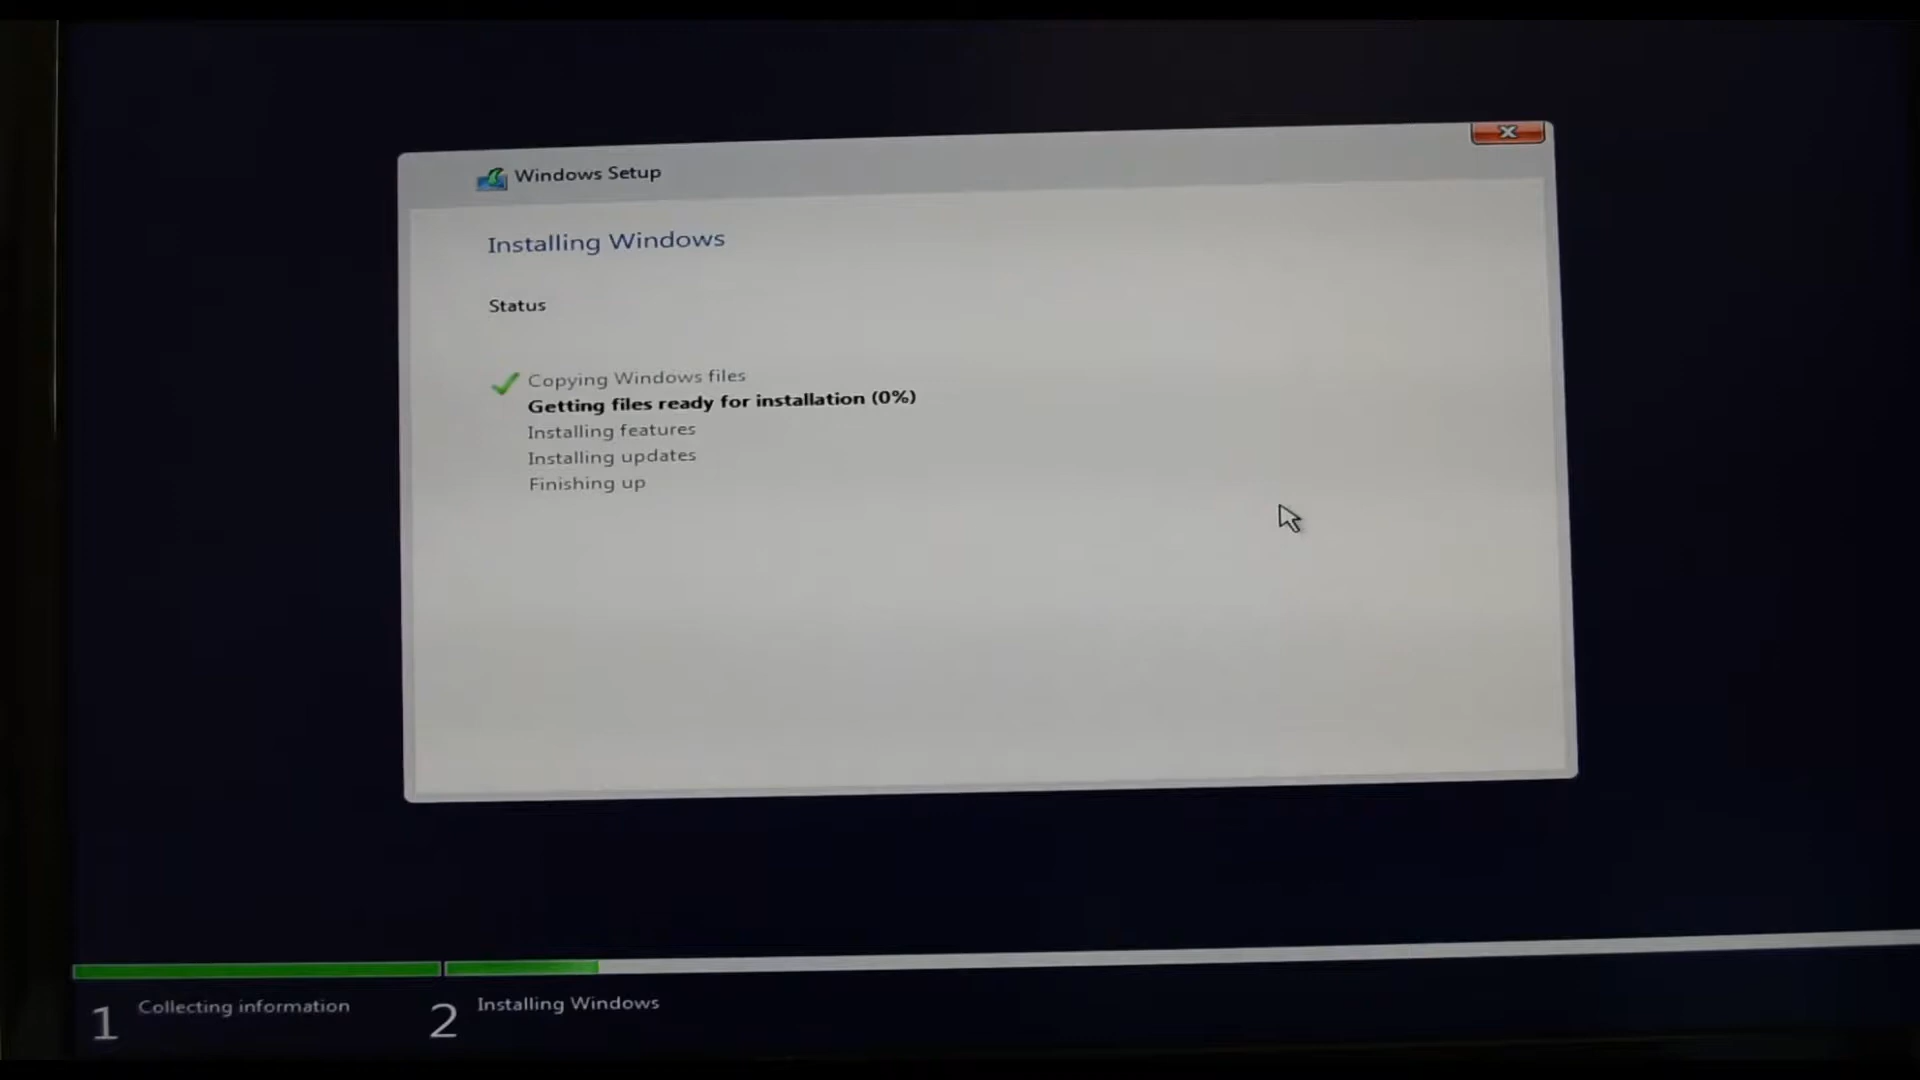 Windows Setup
Installing Windows
Status
Copying Windows files
Getting files ready for installation (0%)
Installing features
Installing updates
Finishing up
1 Collecting information
2 Installing Windows